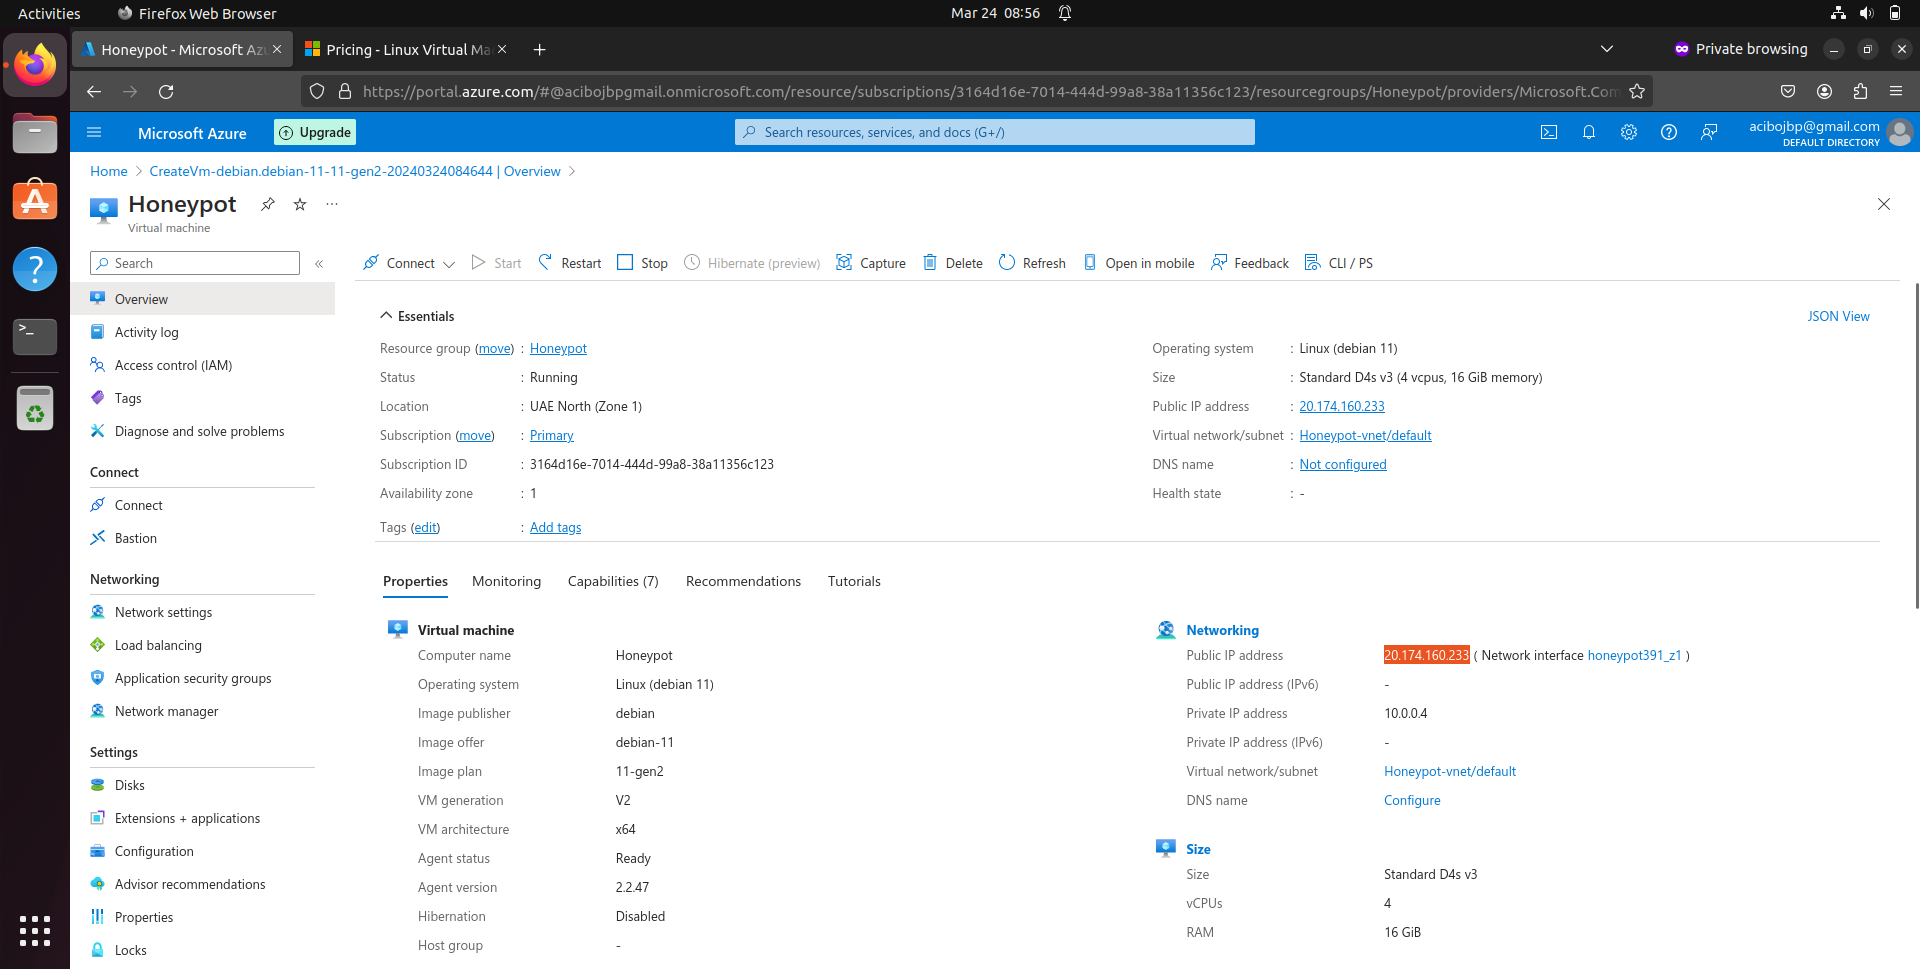 Activities
Firefox Web Browser
Mar 24 08:56
Honeypot - Microsoft Az
Pricing - Linux Virtual Ma
Private browsing
https://portal.azure.com/#@acibojbpgmail.onmicrosoft.com/resource/subscriptions/3164d16e-7014-444d-99a8-38a11356c123/resourcegroups/Honeypot/providers/Microsoft.Com
Microsoft Azure
Upgrade
Search resources, services, and docs (G+/)
acibojbp@gmail.com
DEFAULT DIRECTORY
Home > CreateVm-debian.debian-11-11-gen2-20240324084644 | Overview >
Honeypot
Virtual machine
Search
Connect
Start
Restart
Stop
Hibernate (preview)
Capture
Delete
Refresh
Open in mobile
Feedback
CLI / PS
Overview
Activity log
Access control (IAM)
Tags
Diagnose and solve problems
Connect
Connect
Bastion
Networking
Network settings
Load balancing
Application security groups
Network manager
Settings
Disks
Extensions + applications
Configuration
Advisor recommendations
Properties
Locks
Essentials
JSON View
Resource group (move) : Honeypot
Status : Running
Location : UAE North (Zone 1)
Subscription (move) : Primary
Subscription ID : 3164d16e-7014-444d-99a8-38a11356c123
Availability zone : 1
Operating system : Linux (debian 11)
Size : Standard D4s v3 (4 vcpus, 16 GiB memory)
Public IP address : 20.174.160.233
Virtual network/subnet : Honeypot-vnet/default
DNS name : Not configured
Health state : -
Tags (edit) : Add tags
Properties
Monitoring
Capabilities (7)
Recommendations
Tutorials
Virtual machine
Computer name Honeypot
Operating system Linux (debian 11)
Image publisher debian
Image offer debian-11
Image plan 11-gen2
VM generation V2
VM architecture x64
Agent status Ready
Agent version 2.2.47
Hibernation Disabled
Host group -
Networking
Public IP address 20.174.160.233 ( Network interface honeypot391_z1 )
Public IP address (IPv6) -
Private IP address 10.0.0.4
Private IP address (IPv6) -
Virtual network/subnet Honeypot-vnet/default
DNS name Configure
Size
Size Standard D4s v3
vCPUs 4
RAM 16 GiB